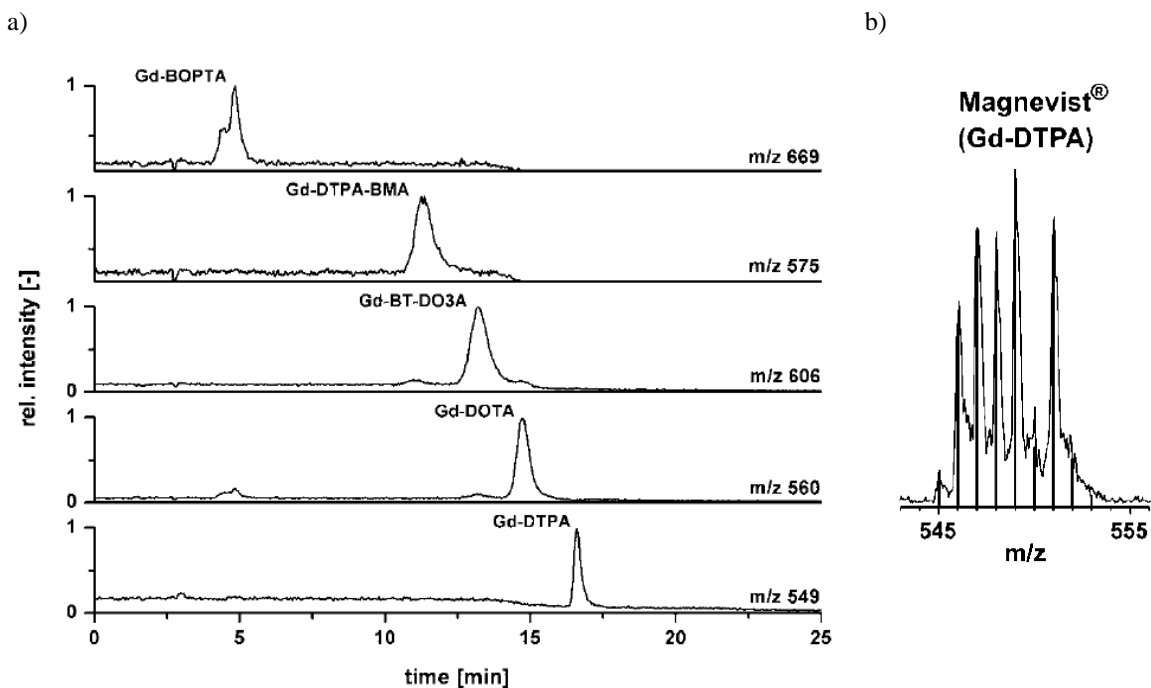 a)
b)
Gd-BOPTA
1
m/z 669
Gd-DTPA-BMA
1
m/z 575
Gd-BT-DO3A
1
0
m/z 606
Gd-DOTA
1
0
m/z 560
Gd-DTPA
1
0
m/z 549
rel. intensity [-]
0 5 10 15 20 25
time [min]
Magnevist®
(Gd-DTPA)
545 555
m/z